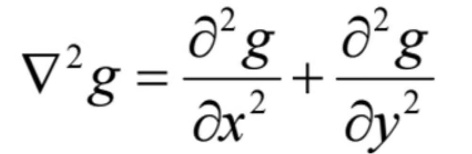 ∇²g = ∂²g/∂x² + ∂²g/∂y²